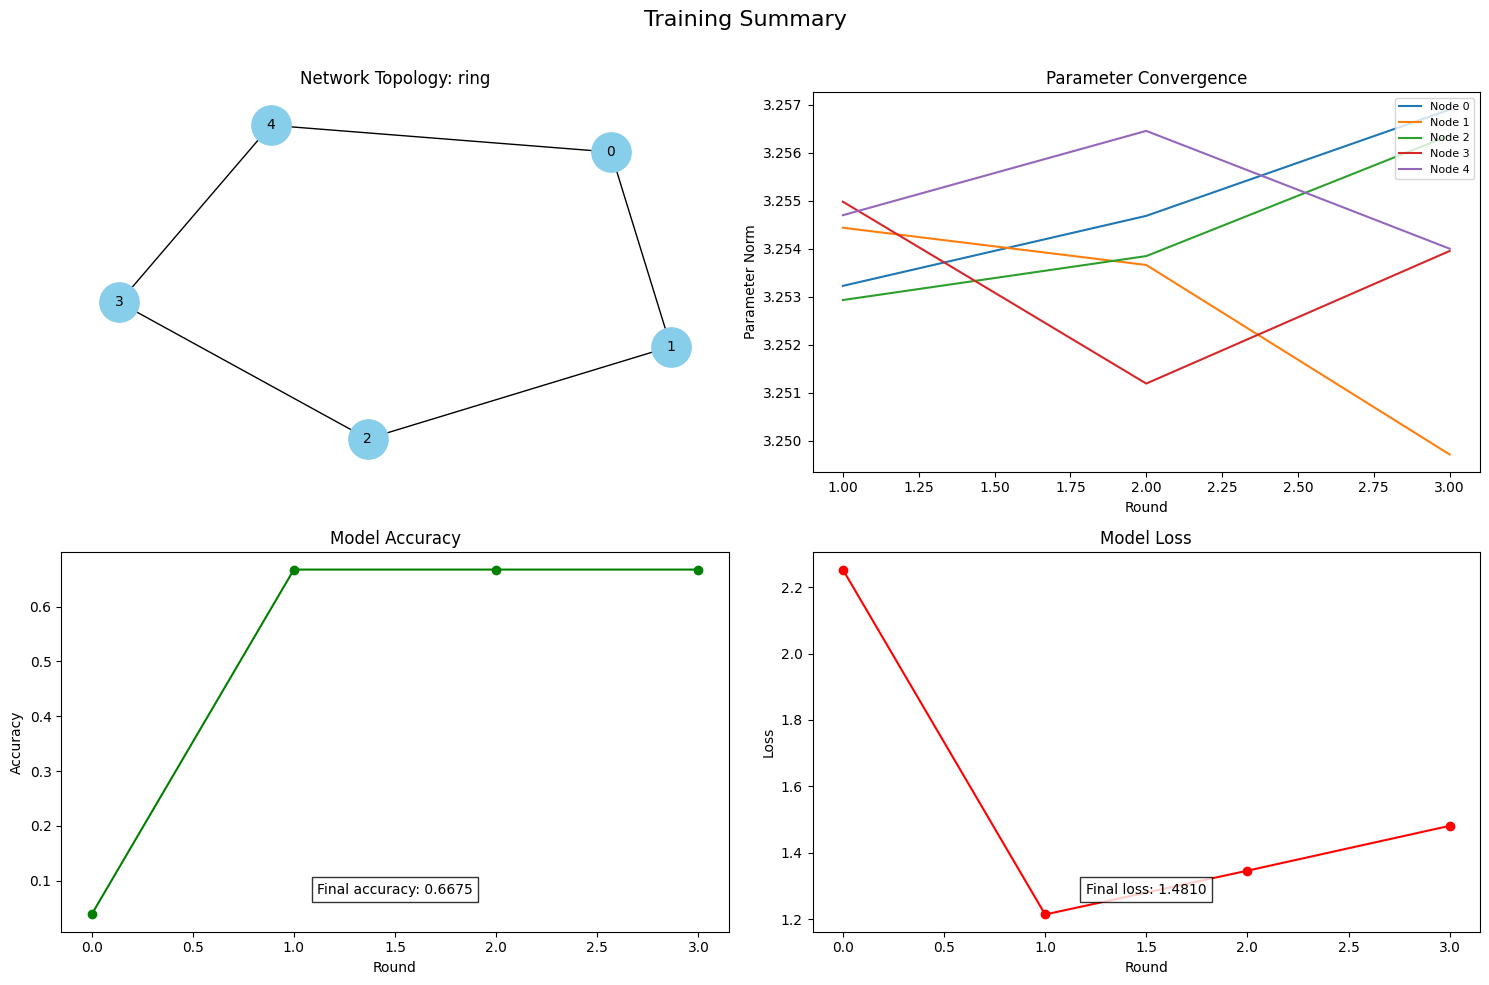 Training Summary
Network Topology: ring
4
0
3
1
2
Parameter Convergence
Parameter Norm
3.257
3.256
3.255
3.254
3.253
3.252
3.251
3.250
Node 0
Node 1
Node 2
Node 3
Node 4
1.00 1.25 1.50 1.75 2.00 2.25 2.50 2.75 3.00
Round
Model Accuracy
Accuracy
0.6
0.5
0.4
0.3
0.2
0.1
Final accuracy: 0.6675
0.0 0.5 1.0 1.5 2.0 2.5 3.0
Round
Model Loss
Loss
2.2
2.0
1.8
1.6
1.4
1.2
Final loss: 1.4810
0.0 0.5 1.0 1.5 2.0 2.5 3.0
Round